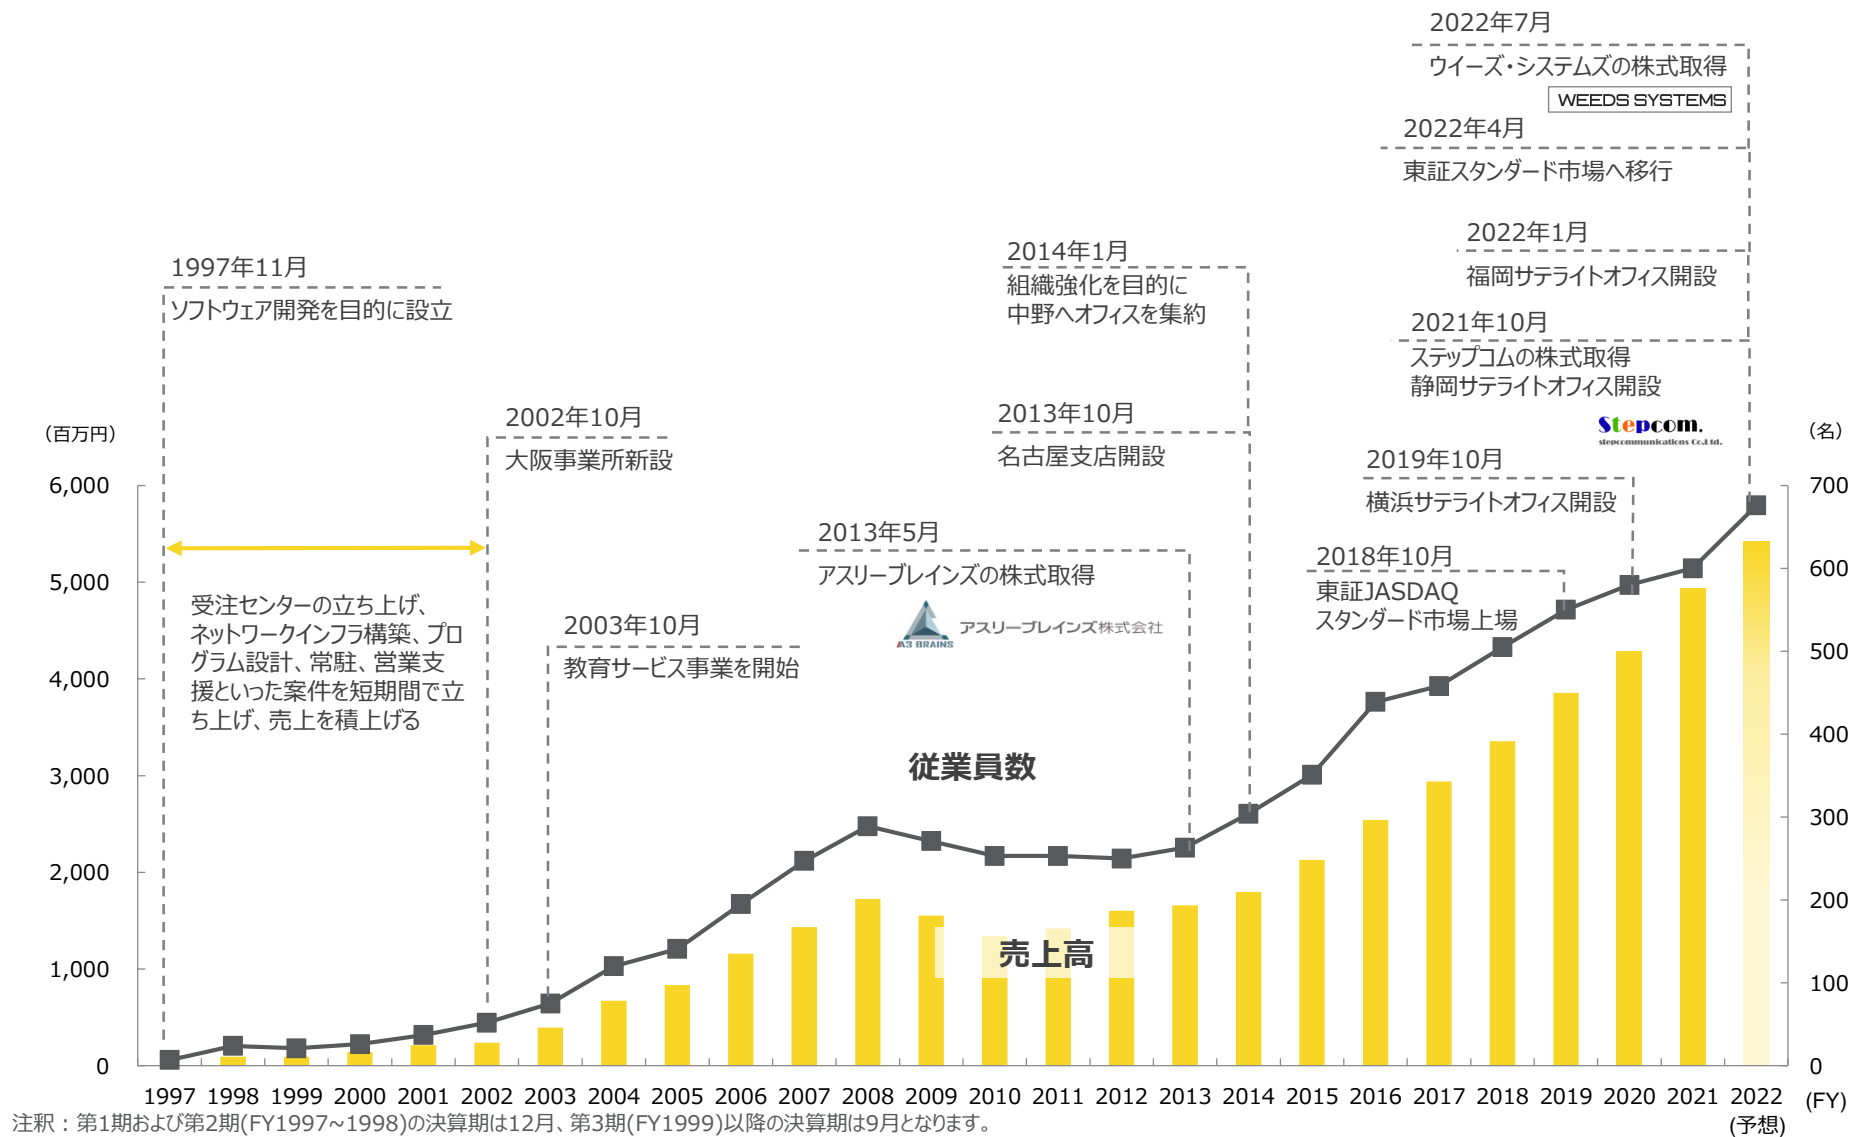 2022年7月
ウイーズ・システムズの株式取得
WEEDS SYSTEMS
2022年4月
東証スタンダード市場へ移行
2022年1月
福岡サテライトオフィス開設
2021年10月
ステップコムの株式取得
静岡サテライトオフィス開設
Stepcom.
stepcommunications Co.Ltd.
2019年10月
横浜サテライトオフィス開設
2018年10月
東証JASDAQ
スタンダード市場上場
2014年1月
組織強化を目的に
中野へオフィスを集約
2013年10月
名古屋支店開設
2013年5月
アスリーブレインズの株式取得
A3 BRAINS
アスリーブレインズ株式会社
2003年10月
教育サービス事業を開始
2002年10月
大阪事業所新設
1997年11月
ソフトウェア開発を目的に設立
受注センターの立ち上げ、
ネットワークインフラ構築、プロ
グラム設計、常駐、営業支
援といった案件を短期間で立
ち上げ、売上を積上げる
従業員数
売上高
(百万円)
6,000
5,000
4,000
3,000
2,000
1,000
0
(名)
700
600
500
400
300
200
100
0
1997 1998 1999 2000 2001 2002 2003 2004 2005 2006 2007 2008 2009 2010 2011 2012 2013 2014 2015 2016 2017 2018 2019 2020 2021 2022 (FY)
(予想)
注釈：第1期および第2期(FY1997~1998)の決算期は12月、第3期(FY1999)以降の決算期は9月となります。